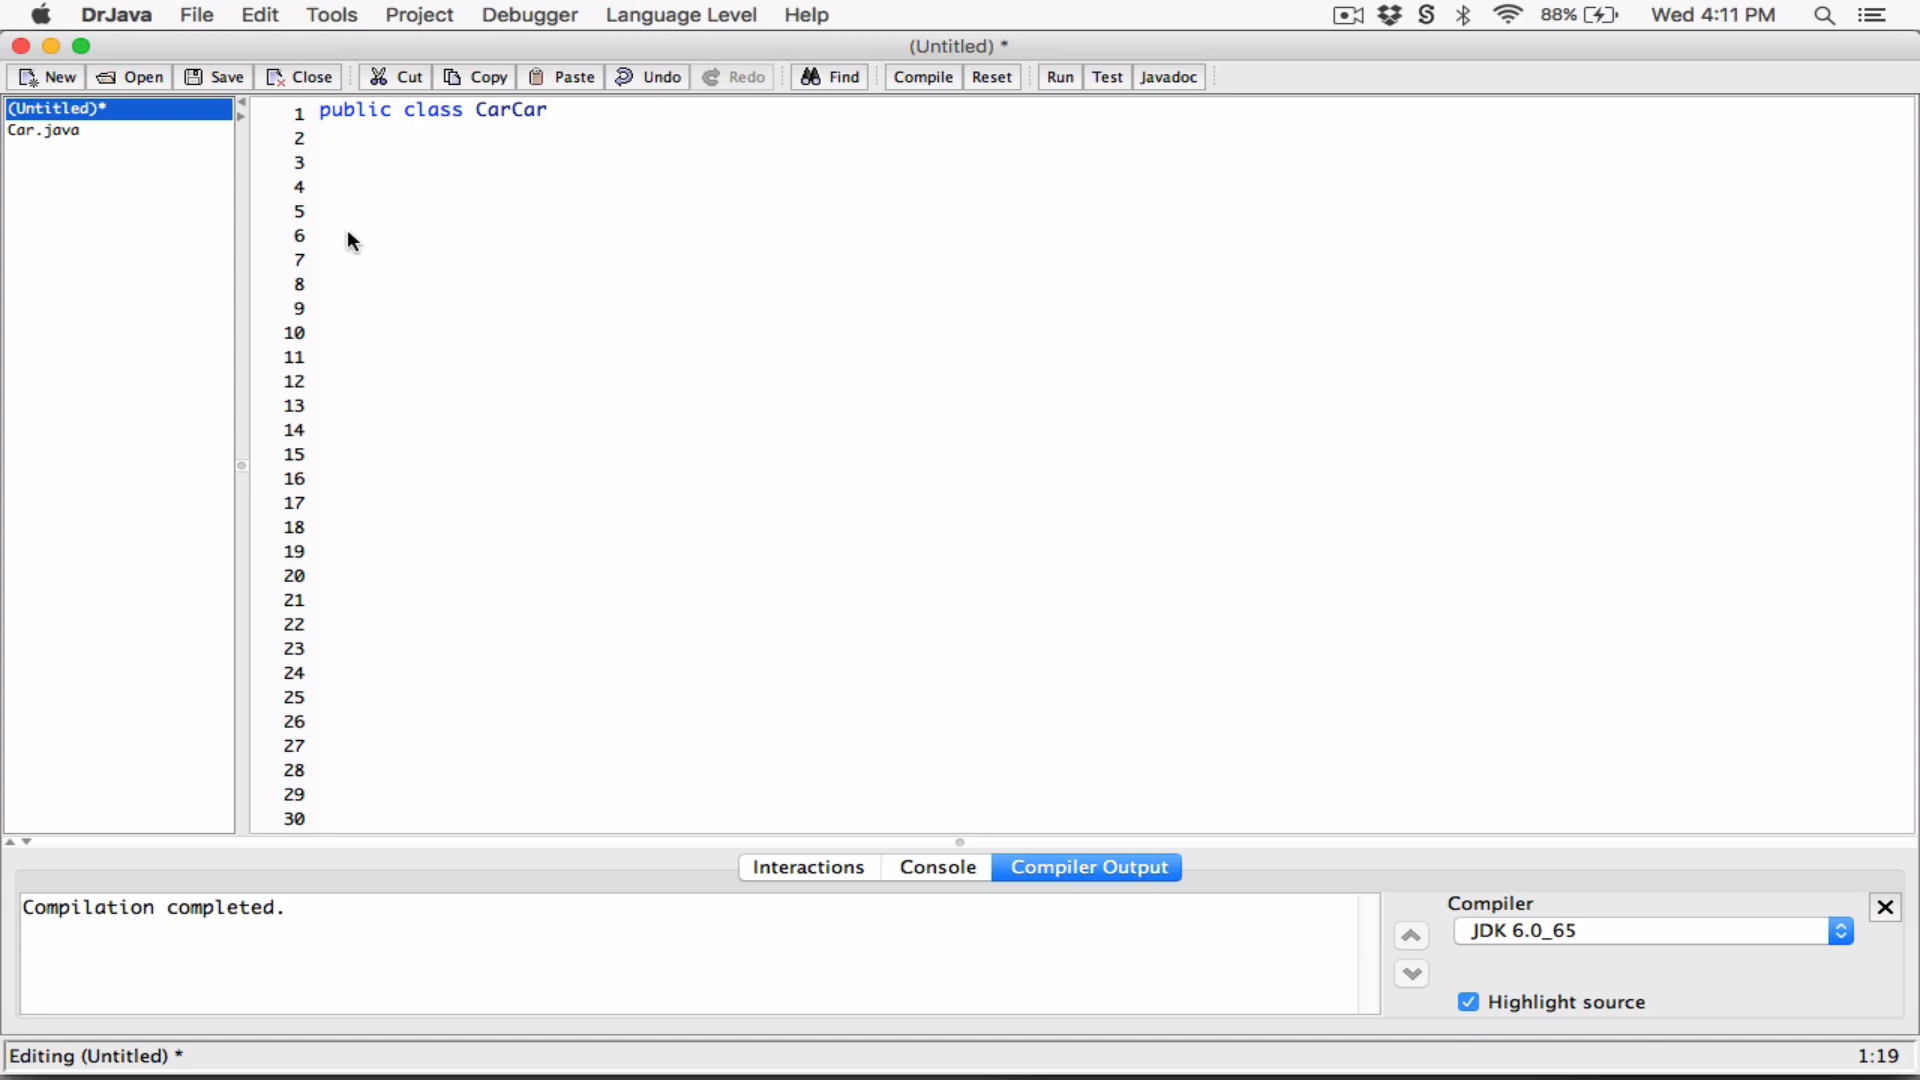 DrJava File Edit Tools Project Debugger Language Level Help 88% Wed 4:11 PM
(Untitled) *
New Open Save Close Cut Copy Paste Undo Redo Find Compile Reset Run Test Javadoc
(Untitled)*
Car.java
1 public class CarCar
2
3
4
5
6
7
8
9
10
11
12
13
14
15
16
17
18
19
20
21
22
23
24
25
26
27
28
29
30
Interactions Console Compiler Output
Compilation completed.
Compiler
JDK 6.0_65
Highlight source
Editing (Untitled) * 1:19